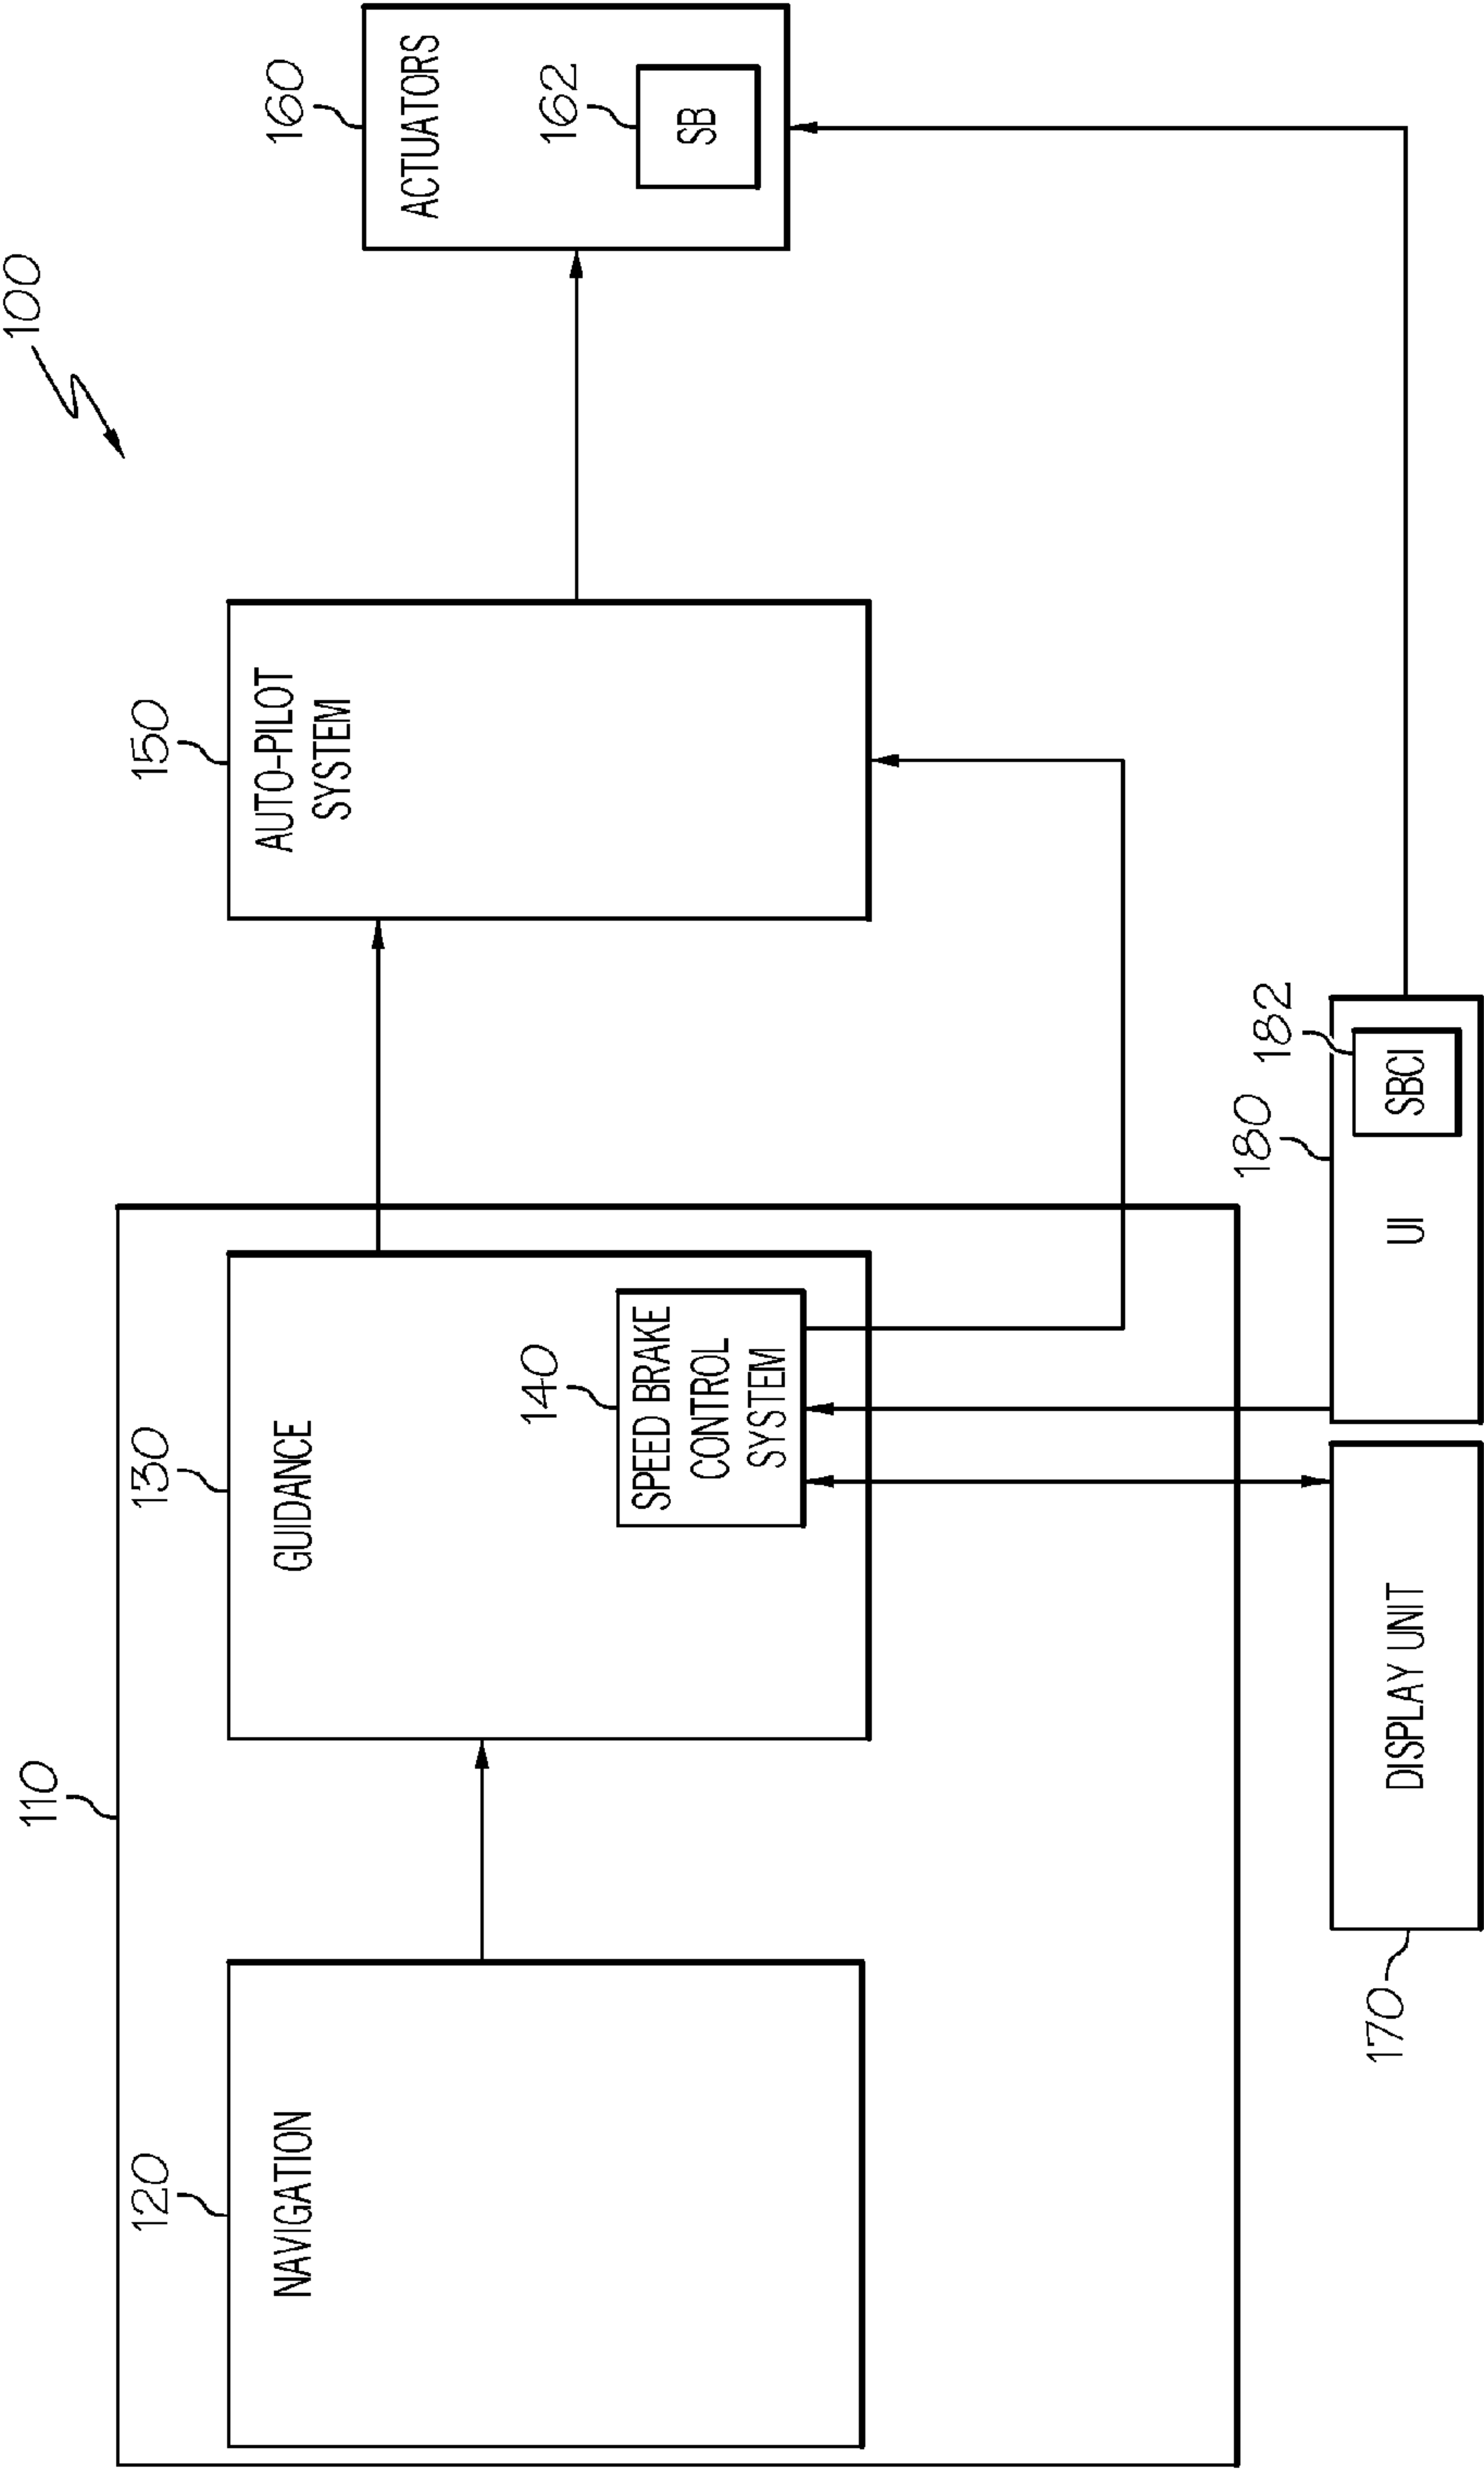 100
110
120
NAVIGATION
130
GUIDANCE
140
SPEED BRAKE
CONTROL
SYSTEM
150
AUTO-PILOT
SYSTEM
160
ACTUATORS
162
SB
170
DISPLAY UNIT
180
UI
182
SBCI